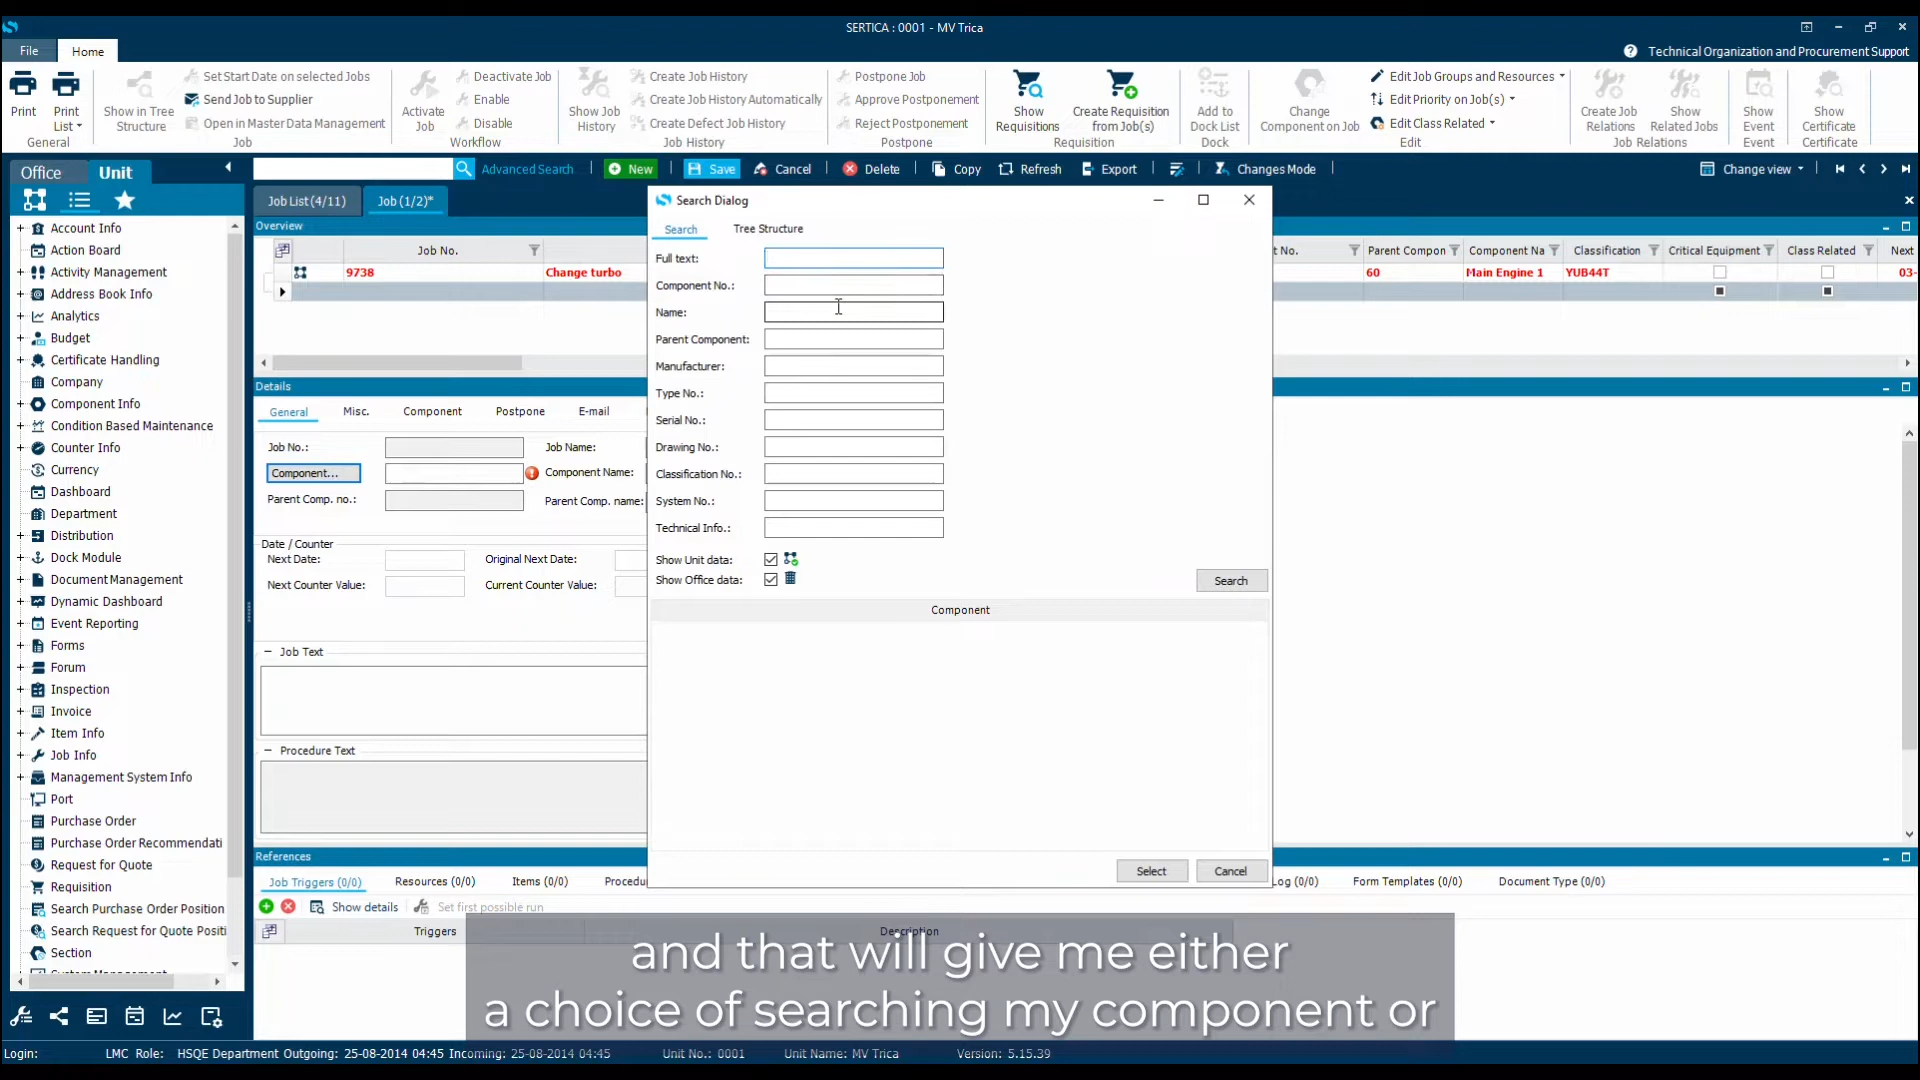 SERTICA : 0001 - MV Trica
File
Home
Technical Organization and Procurement Support
Print
Print List
General
Show in Tree Structure
Set Start Date on selected Jobs
Send Job to Supplier
Open in Master Data Management
Job
Activate Job
Deactivate Job
Enable
Disable
Workflow
Show Job History
Create Job History
Create Job History Automatically
Create Defect Job History
Job History
Postpone Job
Approve Postponement
Reject Postponement
Postpone
Show Requisitions
Create Requisition from Job(s)
Requisition
Add to Dock List
Dock
Change Component on Job
Edit Job Groups and Resources
Edit Priority on Job(s)
Edit Class Related
Edit
Create Job Relations
Show Related Jobs
Job Relations
Show Event
Event
Show Certificate
Certificate
Office
Unit
Advanced Search
New
Save
Cancel
Delete
Copy
Refresh
Export
Changes Mode
Change view
Account Info
Action Board
Activity Management
Address Book Info
Analytics
Budget
Certificate Handling
Company
Component Info
Condition Based Maintenance
Counter Info
Currency
Dashboard
Department
Distribution
Dock Module
Document Management
Dynamic Dashboard
Event Reporting
Forms
Forum
Inspection
Invoice
Item Info
Job Info
Management System Info
Port
Purchase Order
Purchase Order Recommendati
Request for Quote
Requisition
Search Purchase Order Position
Search Request for Quote Positi
Section
Job List (4/11)
Job (1/2)*
Overview
Job No.
t No.
Parent Compon
Component Na
Classification
Critical Equipment
Class Related
Next
9738
Change turbo
60
Main Engine 1
YUB44T
03-
Details
General
Misc.
Component
Postpone
E-mail
Job No.:
Job Name:
Component...
Component Name:
Parent Comp. no.:
Parent Comp. name:
Date / Counter
Next Date:
Original Next Date:
Next Counter Value:
Current Counter Value:
Job Text
Procedure Text
References
Job Triggers (0/0)
Resources (0/0)
Items (0/0)
Procedu
Log (0/0)
Form Templates (0/0)
Document Type (0/0)
Show details
Set first possible run
Triggers
Description
Search Dialog
Search
Tree Structure
Full text:
Component No.:
Name:
Parent Component:
Manufacturer:
Type No.:
Serial No.:
Drawing No.:
Classification No.:
System No.:
Technical Info.:
Show Unit data:
Show Office data:
Search
Component
Select
Cancel
and that will give me either
a choice of searching my component or
Login:
LMC Role:
HSQE Department Outgoing: 25-08-2014 04:45 Incoming: 25-08-2014 04:45
Unit No.: 0001
Unit Name: MV Trica
Version: 5.15.39